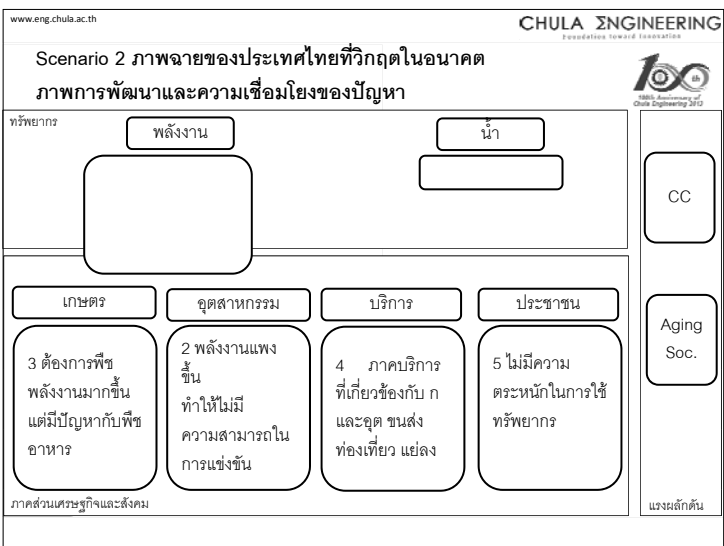 www.eng.chula.ac.th
CHULA ΣNGINEERING
Foundation toward Innovation
Scenario 2 ภาพฉายของประเทศไทยที่วิกฤตในอนาคต
ภาพการพัฒนาและความเชื่อมโยงของปัญหา
100 th
100th Anniversary of
Chula Engineering 2013
ทรัพยากร
พลังงาน
น้ำ
CC
เกษตร
อุตสาหกรรม
บริการ
ประชาชน
Aging
Soc.
3 ต้องการพืช
พลังงานมากขึ้น
แต่มีปัญหากับพืช
อาหาร
2 พลังงานแพง
ขึ้น
ทำให้ไม่มี
ความสามารถใน
การแข่งขัน
4 ภาคบริการ
ที่เกี่ยวข้องกับ ก
และอุต ขนส่ง
ท่องเที่ยว แย่ลง
5 ไม่มีความ
ตระหนักในการใช้
ทรัพยากร
ภาคส่วนเศรษฐกิจและสังคม
แรงผลักดัน